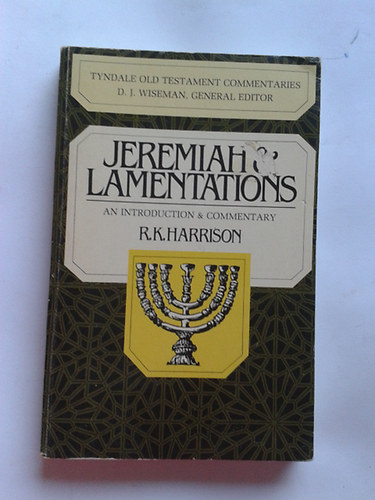 TYNDALE OLD TESTAMENT COMMENTARIES
D. J. WISEMAN, GENERAL EDITOR
JEREMIAH &
LAMENTATIONS
AN INTRODUCTION & COMMENTARY
R.K.HARRISON